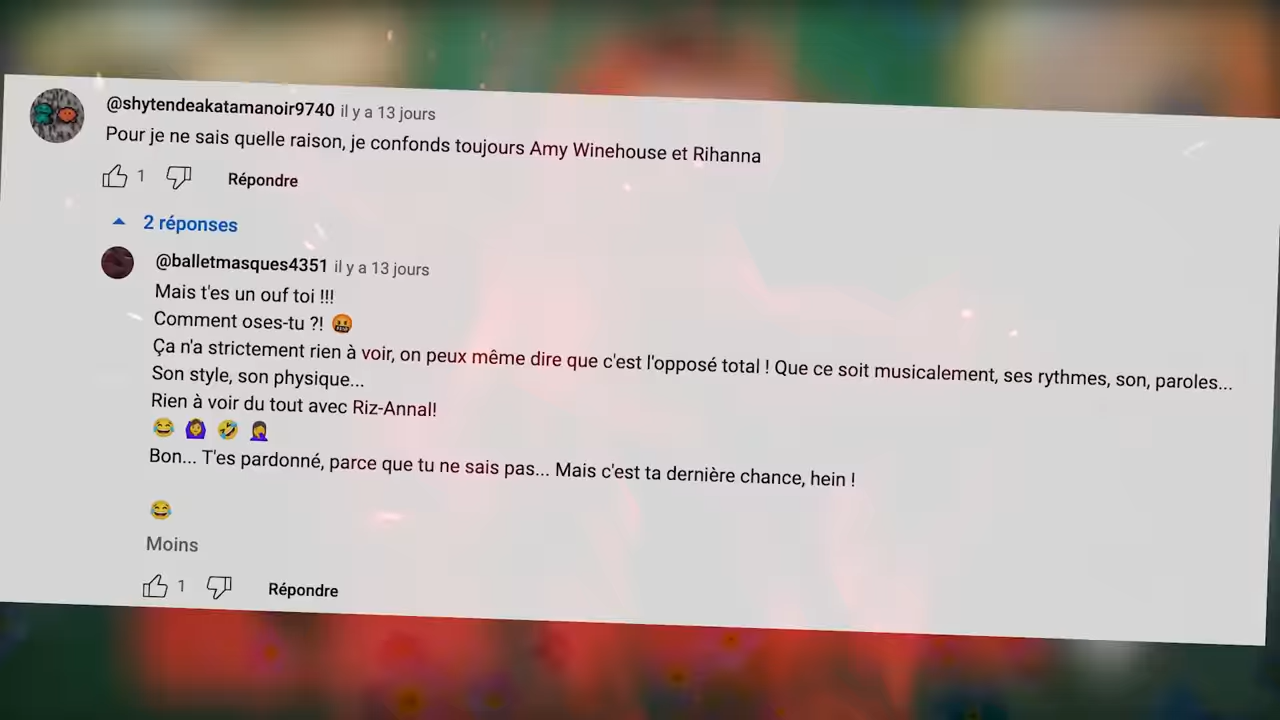 @shytendeakatamanoir9740 il y a 13 jours
Pour je ne sais quelle raison, je confonds toujours Amy Winehouse et Rihanna
1 Répondre
2 réponses
@balletmasques4351 il y a 13 jours
Mais t'es un ouf toi !!!
Comment oses-tu ?! 🤬
Ça n'a strictement rien à voir, on peux même dire que c'est l'opposé total ! Que ce soit musicalement, ses rythmes, son, paroles...
Son style, son physique...
Rien à voir du tout avec Riz-Annal!
😂 🙆‍♀️ 🤣 🤦‍♀️
Bon... T'es pardonné, parce que tu ne sais pas... Mais c'est ta dernière chance, hein !
😂
Moins
1 Répondre